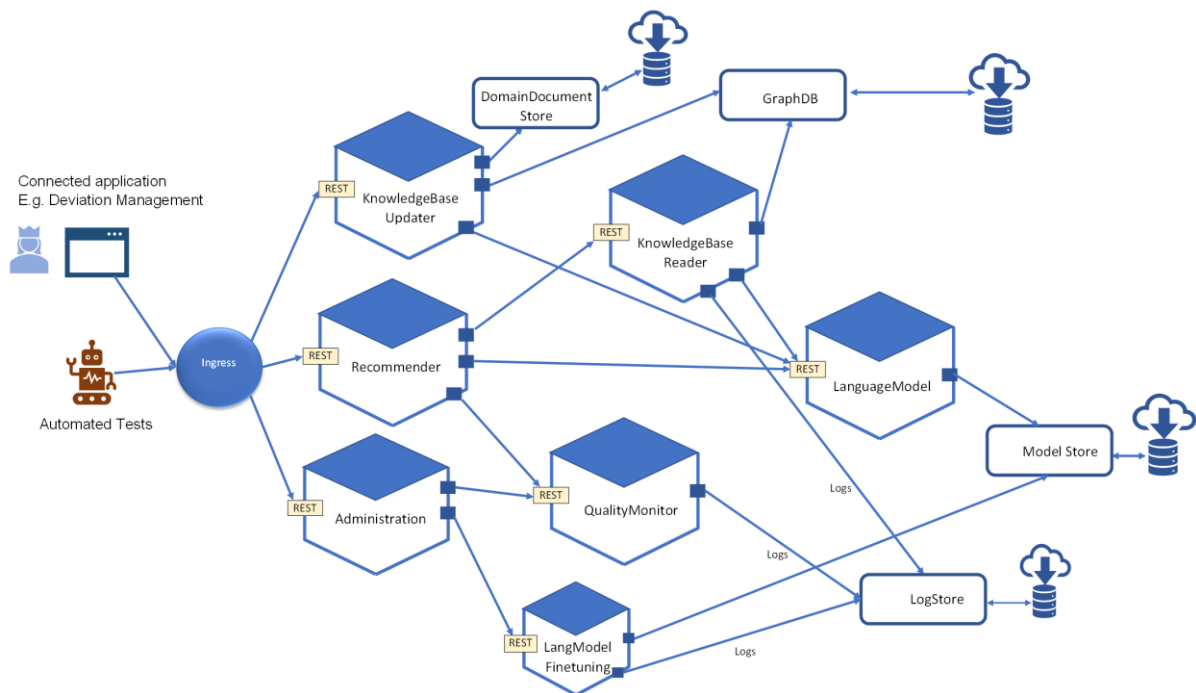 DomainDocument
Store
GraphDB
Connected application
E.g. Deviation Management
REST
KnowledgeBase
Updater
REST
KnowledgeBase
Reader
Ingress
REST
Recommender
REST
LanguageModel
Automated Tests
Model Store
REST
Administration
REST
QualityMonitor
Logs
Logs
LogStore
REST
LangModel
Finetuning
Logs